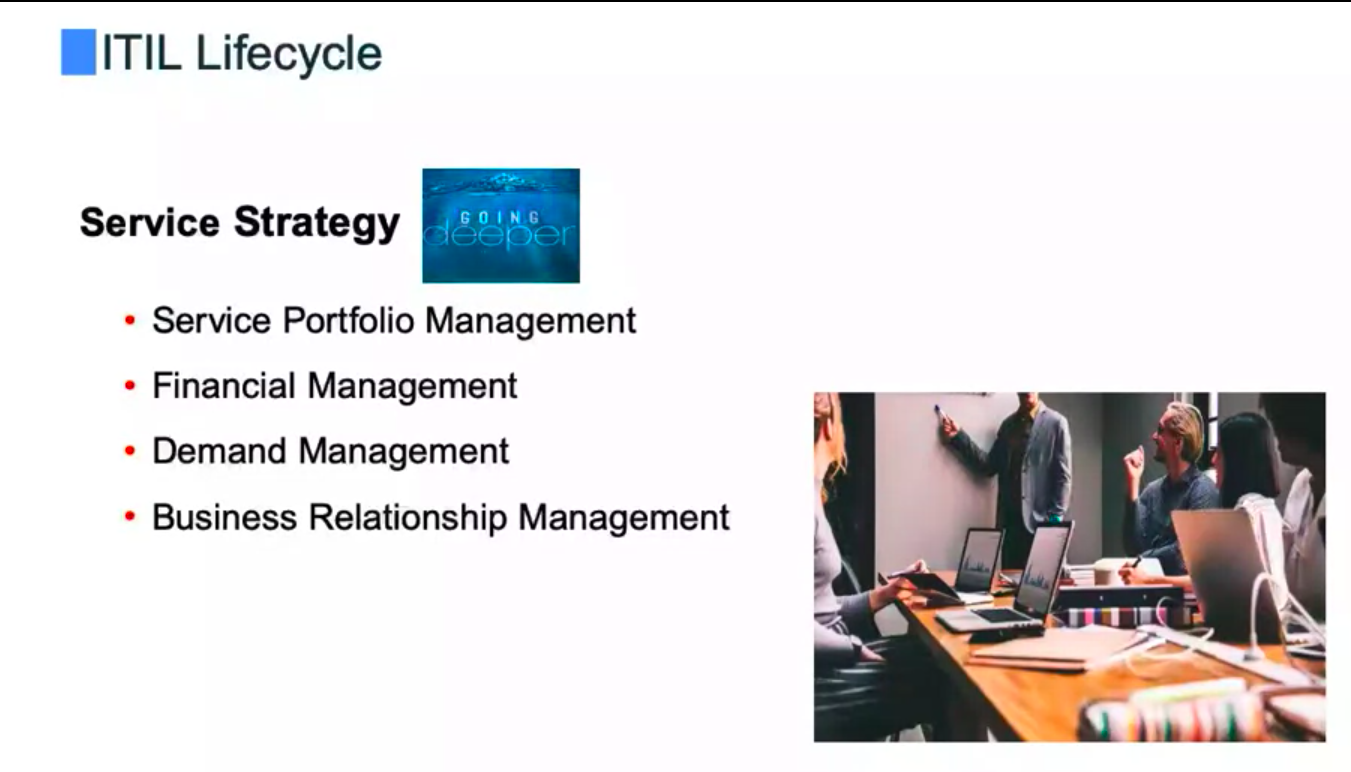 ITIL Lifecycle
Service Strategy
GOING
deeper
• Service Portfolio Management
• Financial Management
• Demand Management
• Business Relationship Management